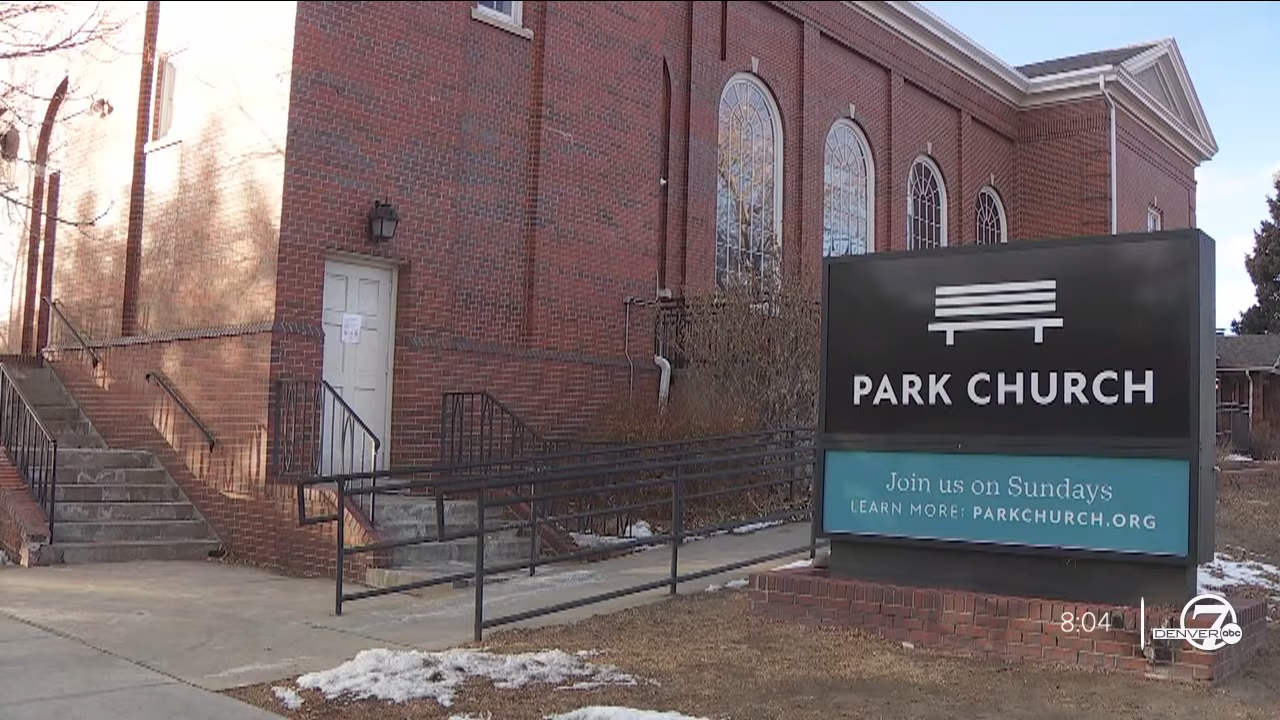 PARK CHURCH
Join us on Sundays
LEARN MORE: PARKCHURCH.ORG
8:04
DENVER 7 abc